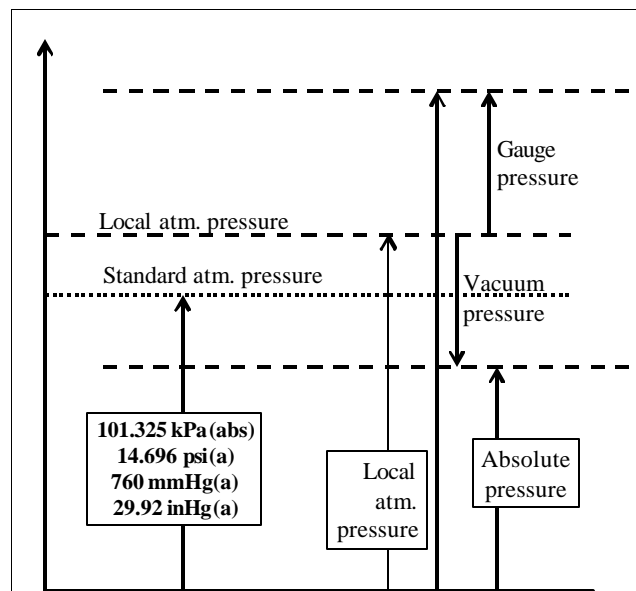 Gauge
pressure
Local atm. pressure
Standard atm. pressure
Vacuum
pressure
101.325 kPa(abs)
14.696 psi(a)
760 mmHg(a)
29.92 inHg(a)
Local
atm.
pressure
Absolute
pressure